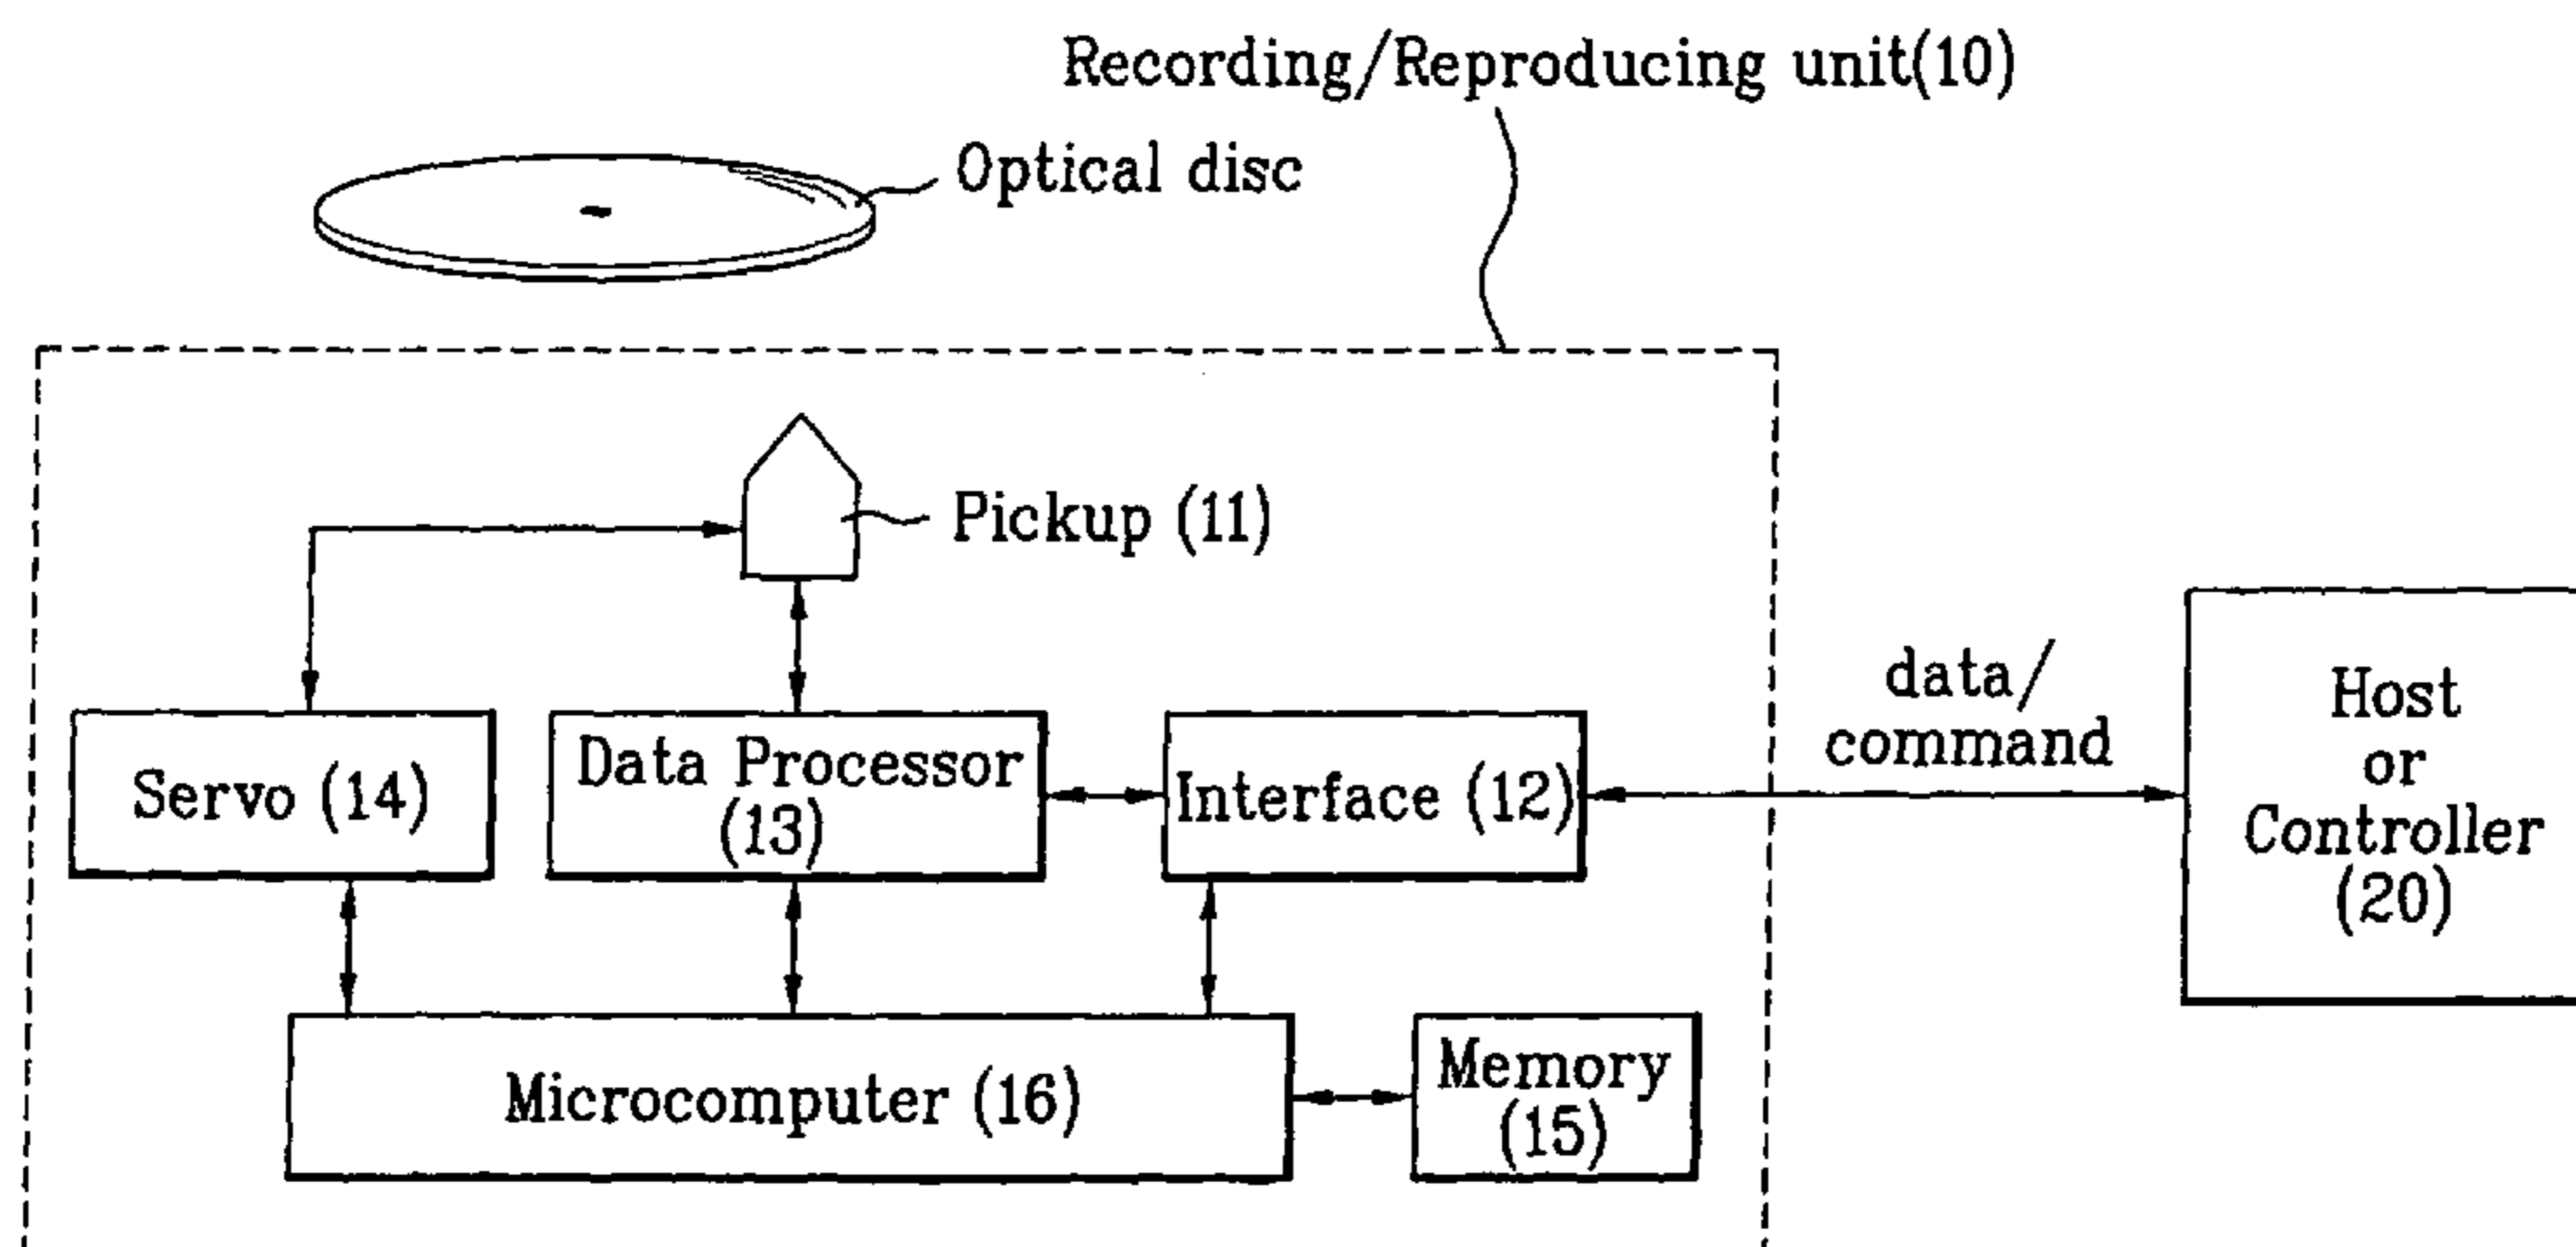 Recording/Reproducing unit(10)
Optical disc
Pickup (11)
data/
command
Host
or
Controller
(20)
Servo (14)
Data Processor
(13)
Interface (12)
Microcomputer (16)
Memory
(15)